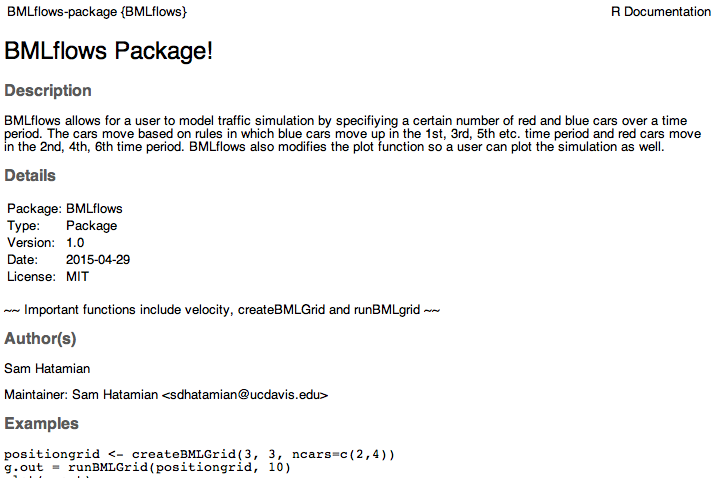 BMLflows-package {BMLflows} R Documentation
BMLflows Package!
Description
BMLflows allows for a user to model traffic simulation by specifiying a certain number of red and blue cars over a time
period. The cars move based on rules in which blue cars move up in the 1st, 3rd, 5th etc. time period and red cars move
in the 2nd, 4th, 6th time period. BMLflows also modifies the plot function so a user can plot the simulation as well.
Details
Package: BMLflows
Type: Package
Version: 1.0
Date: 2015-04-29
License: MIT
~~ Important functions include velocity, createBMLGrid and runBMLgrid ~~
Author(s)
Sam Hatamian
Maintainer: Sam Hatamian <sdhatamian@ucdavis.edu>
Examples
positiongrid <- createBMLGrid(3, 3, ncars=c(2,4))
g.out = runBMLGrid(positiongrid, 10)